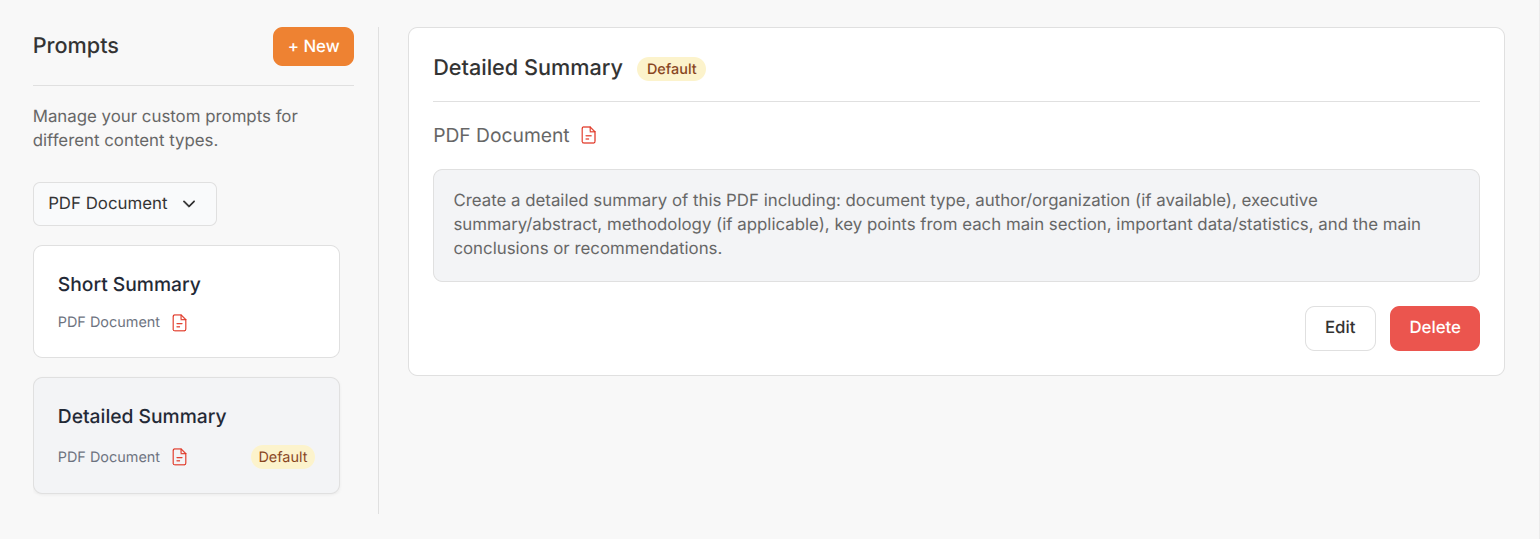 Prompts
+ New
Manage your custom prompts for
different content types.
PDF Document
Short Summary
PDF Document
Detailed Summary
PDF Document
Default
Detailed Summary
Default
PDF Document
Create a detailed summary of this PDF including: document type, author/organization (if available), executive
summary/abstract, methodology (if applicable), key points from each main section, important data/statistics, and the main
conclusions or recommendations.
Edit
Delete